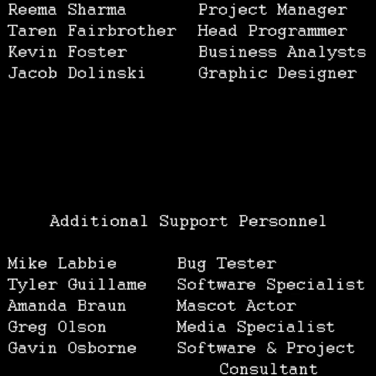 Reema Sharma Project Manager
Taren Fairbrother Head Programmer
Kevin Foster Business Analysts
Jacob Dolinski Graphic Designer
Additional Support Personnel
Mike Labbie Bug Tester
Tyler Guillame Software Specialist
Amanda Braun Mascot Actor
Greg Olson Media Specialist
Gavin Osborne Software & Project
Consultant